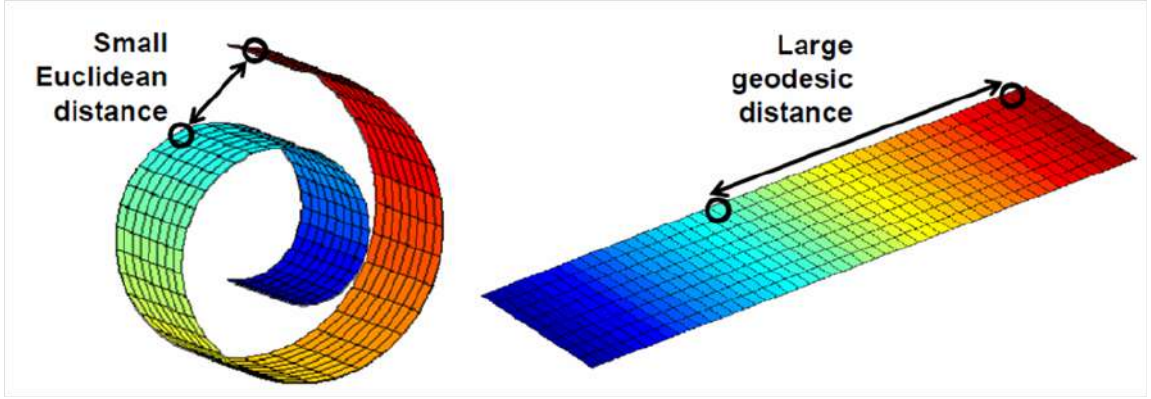 Small
Euclidean
distance
Large
geodesic
distance